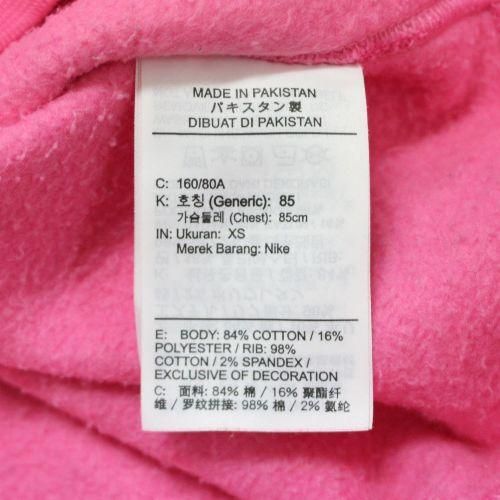 MADE IN PAKISTAN
パキスタン製
DIBUAT DI PAKISTAN
C: 160/80A
K: 호칭 (Generic): 85
가슴둘레 (Chest): 85cm
IN: Ukuran: XS
Merek Barang: Nike
E: BODY: 84% COTTON / 16%
POLYESTER / RIB: 98%
COTTON / 2% SPANDEX /
EXCLUSIVE OF DECORATION
C: 面料: 84% 棉 / 16% 聚酯纤
维 / 罗纹拼接: 98% 棉 / 2% 氨纶